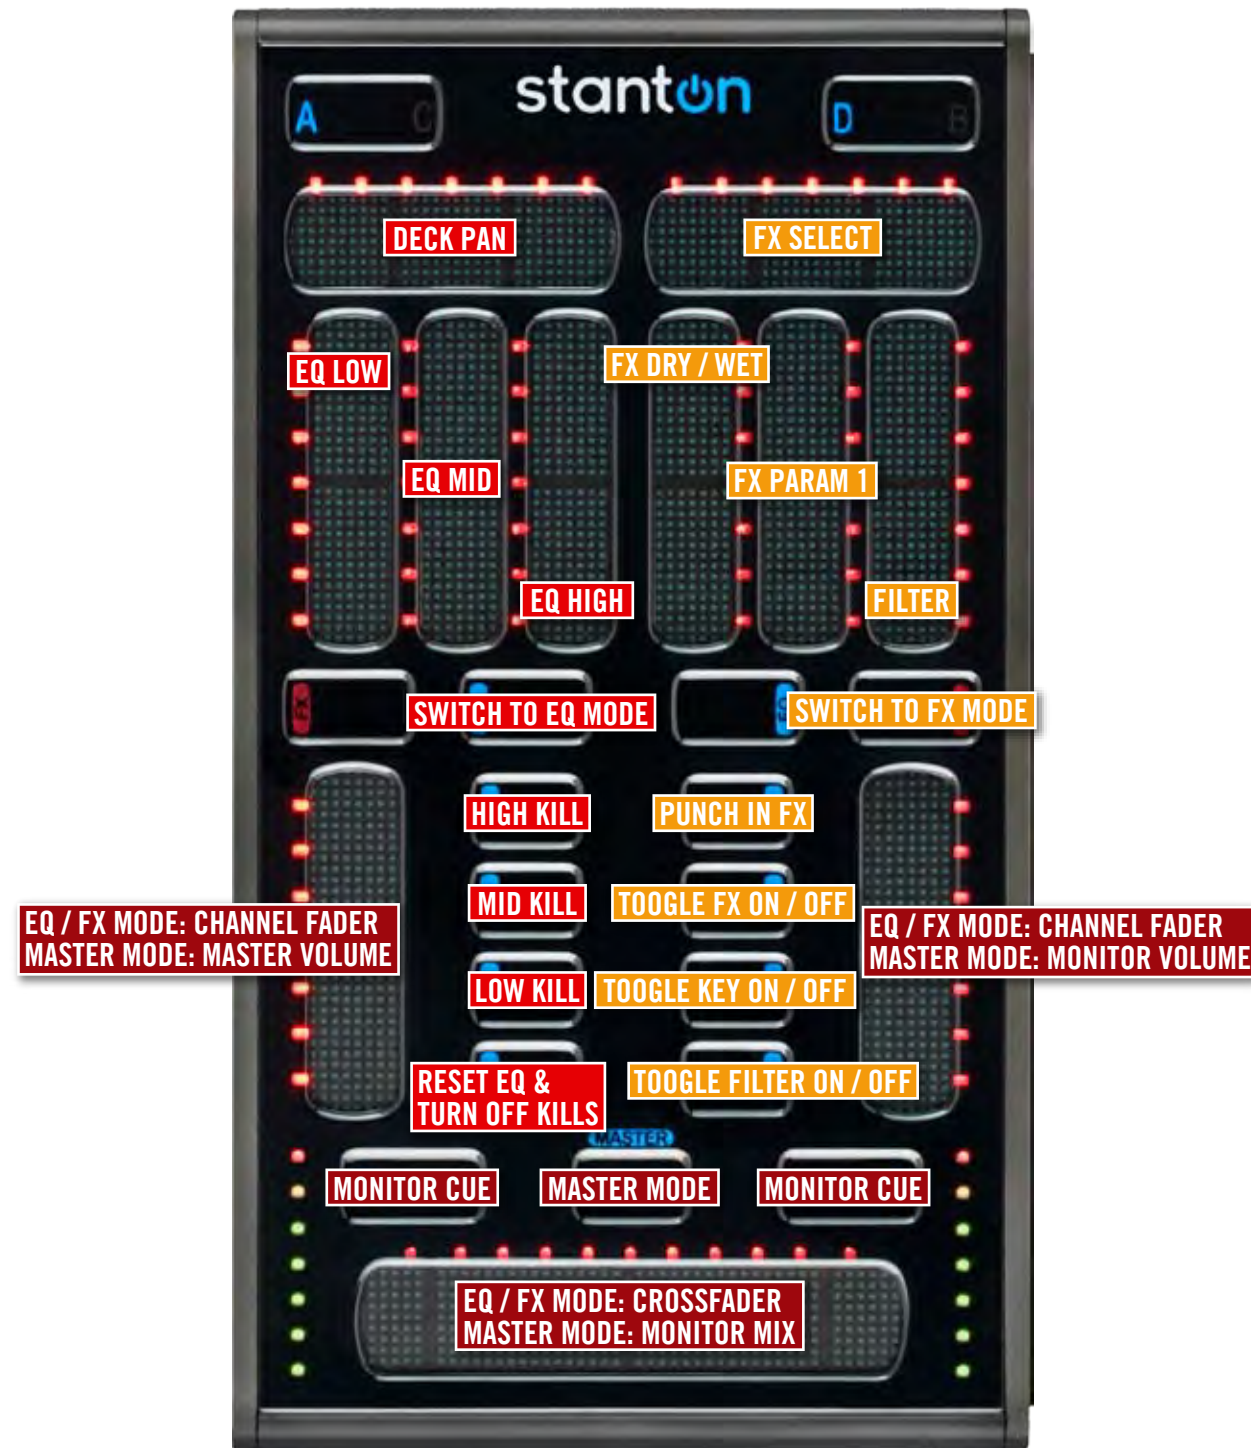 stanton
A C
D B
DECK PAN
FX SELECT
EQ LOW
FX DRY / WET
EQ MID
FX PARAM 1
EQ HIGH
FILTER
FX
SWITCH TO EQ MODE
SWITCH TO FX MODE
HIGH KILL
PUNCH IN FX
MID KILL
TOOGLE FX ON / OFF
EQ / FX MODE: CHANNEL FADER
MASTER MODE: MASTER VOLUME
EQ / FX MODE: CHANNEL FADER
MASTER MODE: MONITOR VOLUME
LOW KILL
TOOGLE KEY ON / OFF
RESET EQ &
TURN OFF KILLS
TOOGLE FILTER ON / OFF
MASTER
MONITOR CUE
MASTER MODE
MONITOR CUE
EQ / FX MODE: CROSSFADER
MASTER MODE: MONITOR MIX